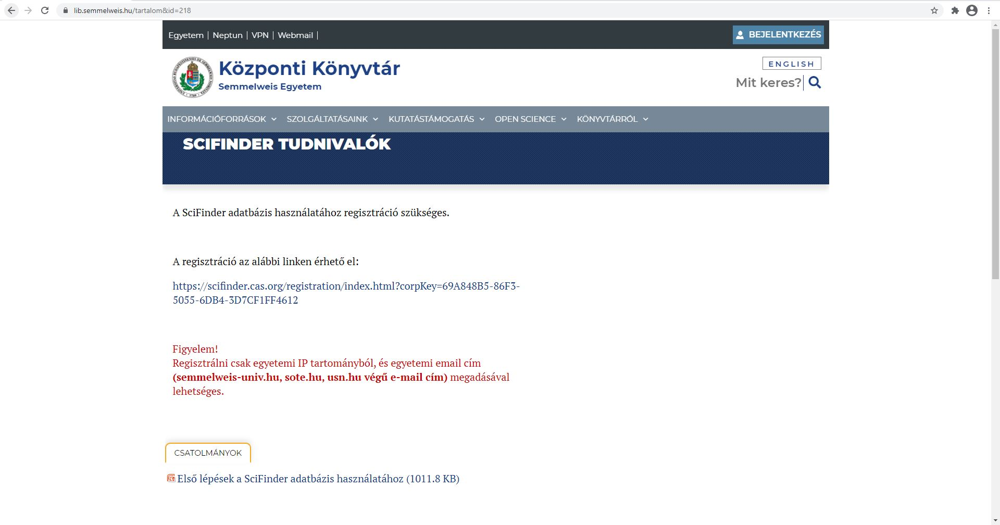 lib.semmelweis.hu/tartalom&id=218
Egyetem | Neptun | VPN | Webmail |
BEJELENTKEZÉS
Központi Könyvtár
Semmelweis Egyetem
ENGLISH
Mit keres?
INFORMÁCIÓFORRÁSOK SZOLGÁLTATÁSAINK KUTATÁSTÁMOGATÁS OPEN SCIENCE KÖNYVTÁRRÓL
SCIFINDER TUDNIVALÓK
A SciFinder adatbázis használatához regisztráció szükséges.
A regisztráció az alábbi linken érhető el:
https://scifinder.cas.org/registration/index.html?corpKey=69A848B5-86F3-
5055-6DB4-3D7CF1FF4612
Figyelem!
Regisztrálni csak egyetemi IP tartományból, és egyetemi email cím
(semmelweis-univ.hu, sote.hu, usn.hu végű e-mail cím) megadásával
lehetséges.
CSATOLMÁNYOK
Első lépések a SciFinder adatbázis használatához (1011.8 KB)